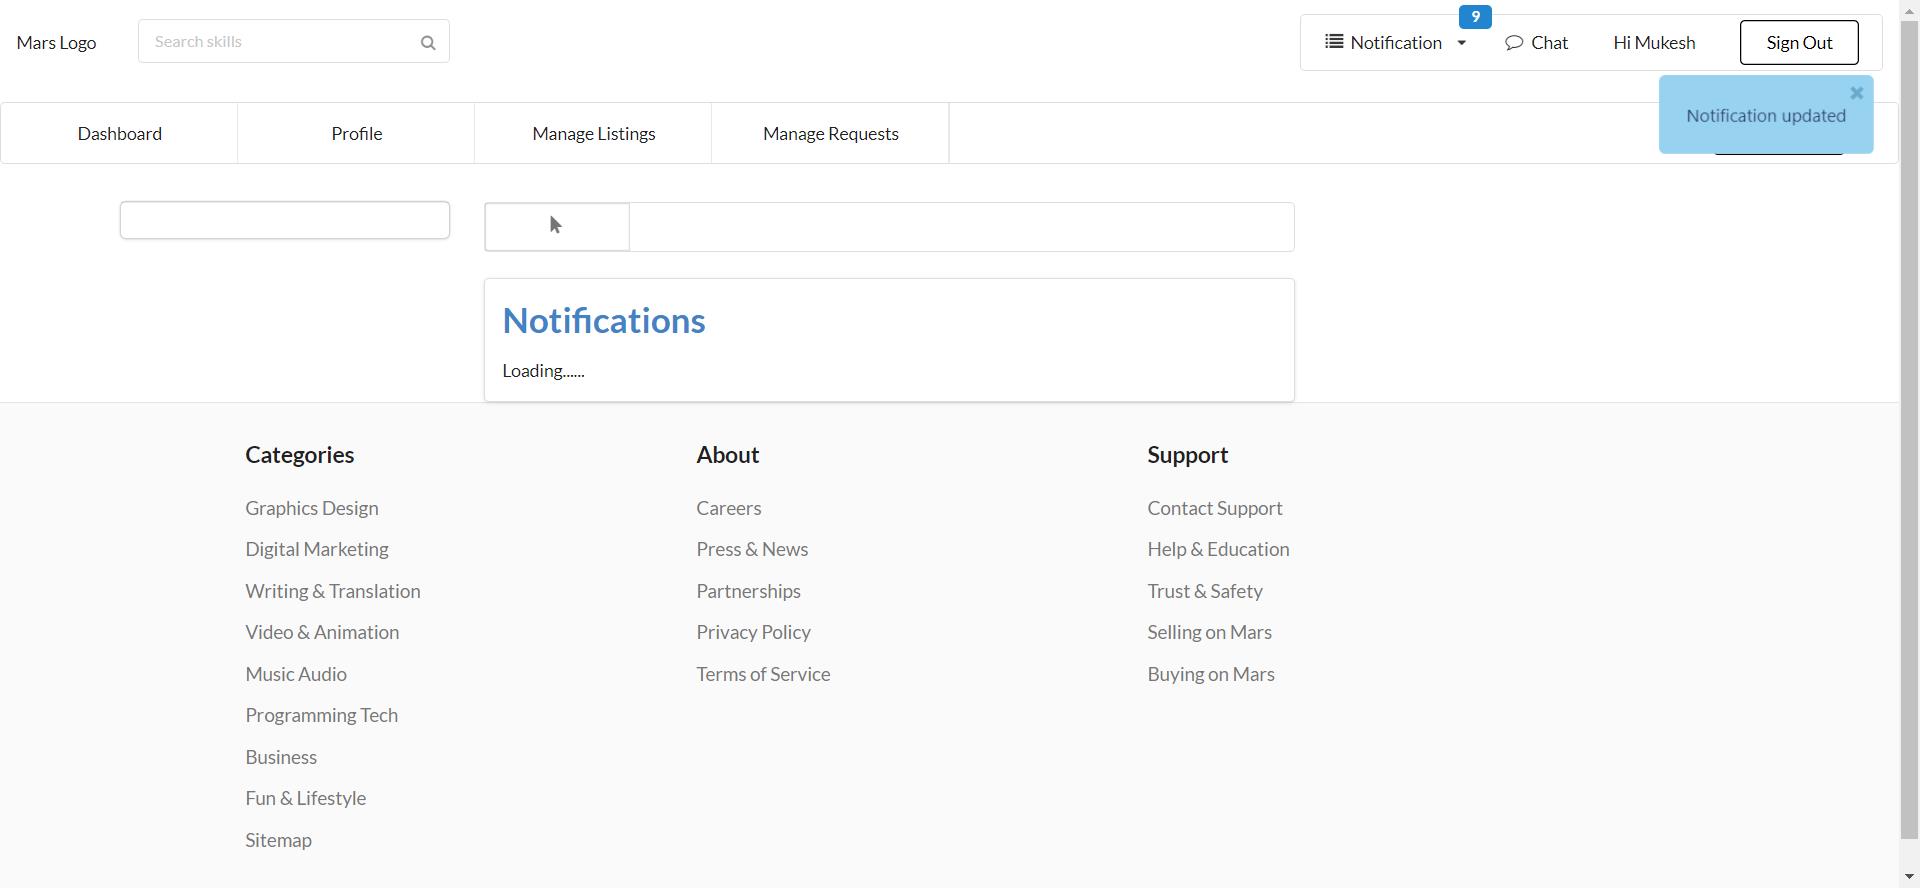 Mars Logo
Search skills
9
Notification
Chat
Hi Mukesh
Sign Out
Notification updated
Dashboard
Profile
Manage Listings
Manage Requests
Notifications
Loading......
Categories
Graphics Design
Digital Marketing
Writing & Translation
Video & Animation
Music Audio
Programming Tech
Business
Fun & Lifestyle
Sitemap
About
Careers
Press & News
Partnerships
Privacy Policy
Terms of Service
Support
Contact Support
Help & Education
Trust & Safety
Selling on Mars
Buying on Mars